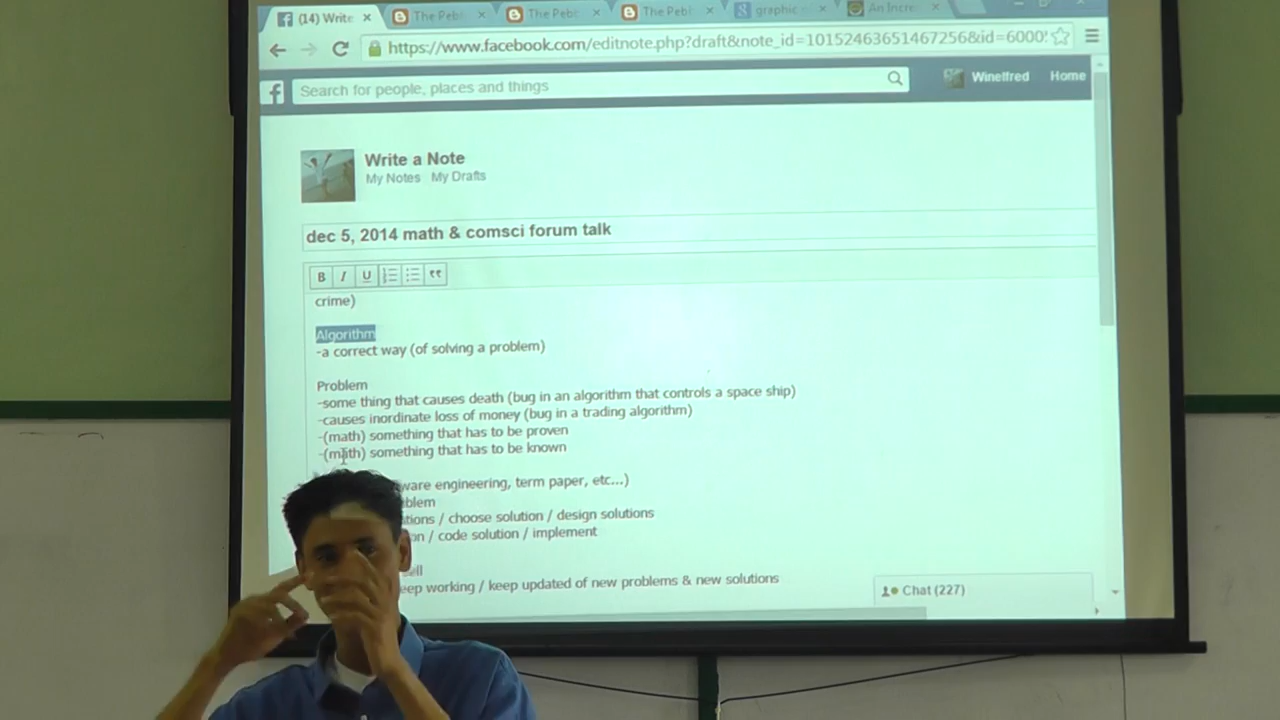 (14) Write
The Peb
The Peb
The Peb
graphic
An Incre
https://www.facebook.com/editnote.php?draft&note_id=10152463651467256&id=6000
Search for people, places and things
Winelfred
Home
Write a Note
My Notes My Drafts
dec 5, 2014 math & comsci forum talk
B I U
crime)
Algorithm
-a correct way (of solving a problem)
Problem
-some thing that causes death (bug in an algorithm that controls a space ship)
-causes inordinate loss of money (bug in a trading algorithm)
-(math) something that has to be proven
-(math) something that has to be known
ware engineering, term paper, etc...)
blem
tions / choose solution / design solutions
on / code solution / implement
sell
eep working / keep updated of new problems & new solutions
Chat (227)